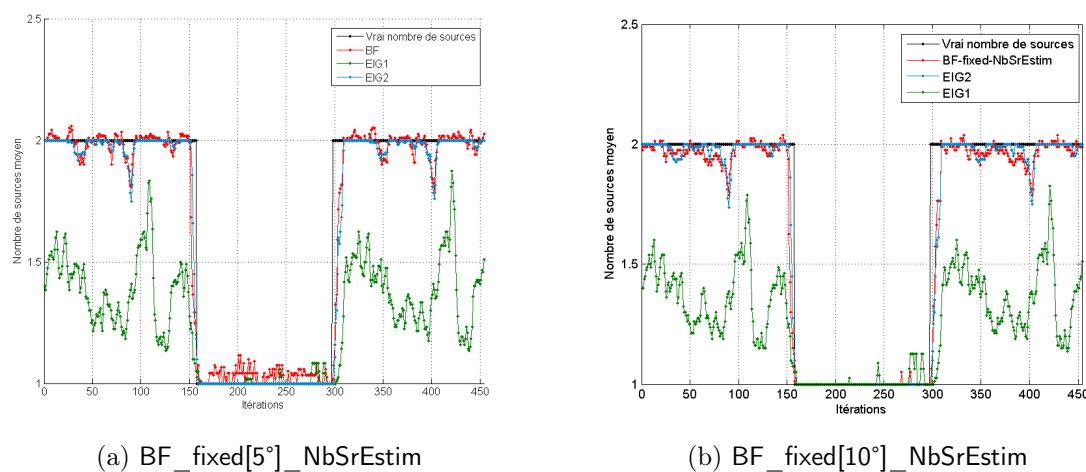 2.5
2
1.5
1
0 50 100 150 200 250 300 350 400 450
Nombre de sources moyen
Itérations
Vrai nombre de sources
BF
EIG1
EIG2
(a) BF_fixed[5°]_NbSrEstim
2.5
2
1.5
1
0 50 100 150 200 250 300 350 400 450
Nombre de sources moyen
Itérations
Vrai nombre de sources
BF-fixed-NbSrEstim
EIG2
EIG1
(b) BF_fixed[10°]_NbSrEstim